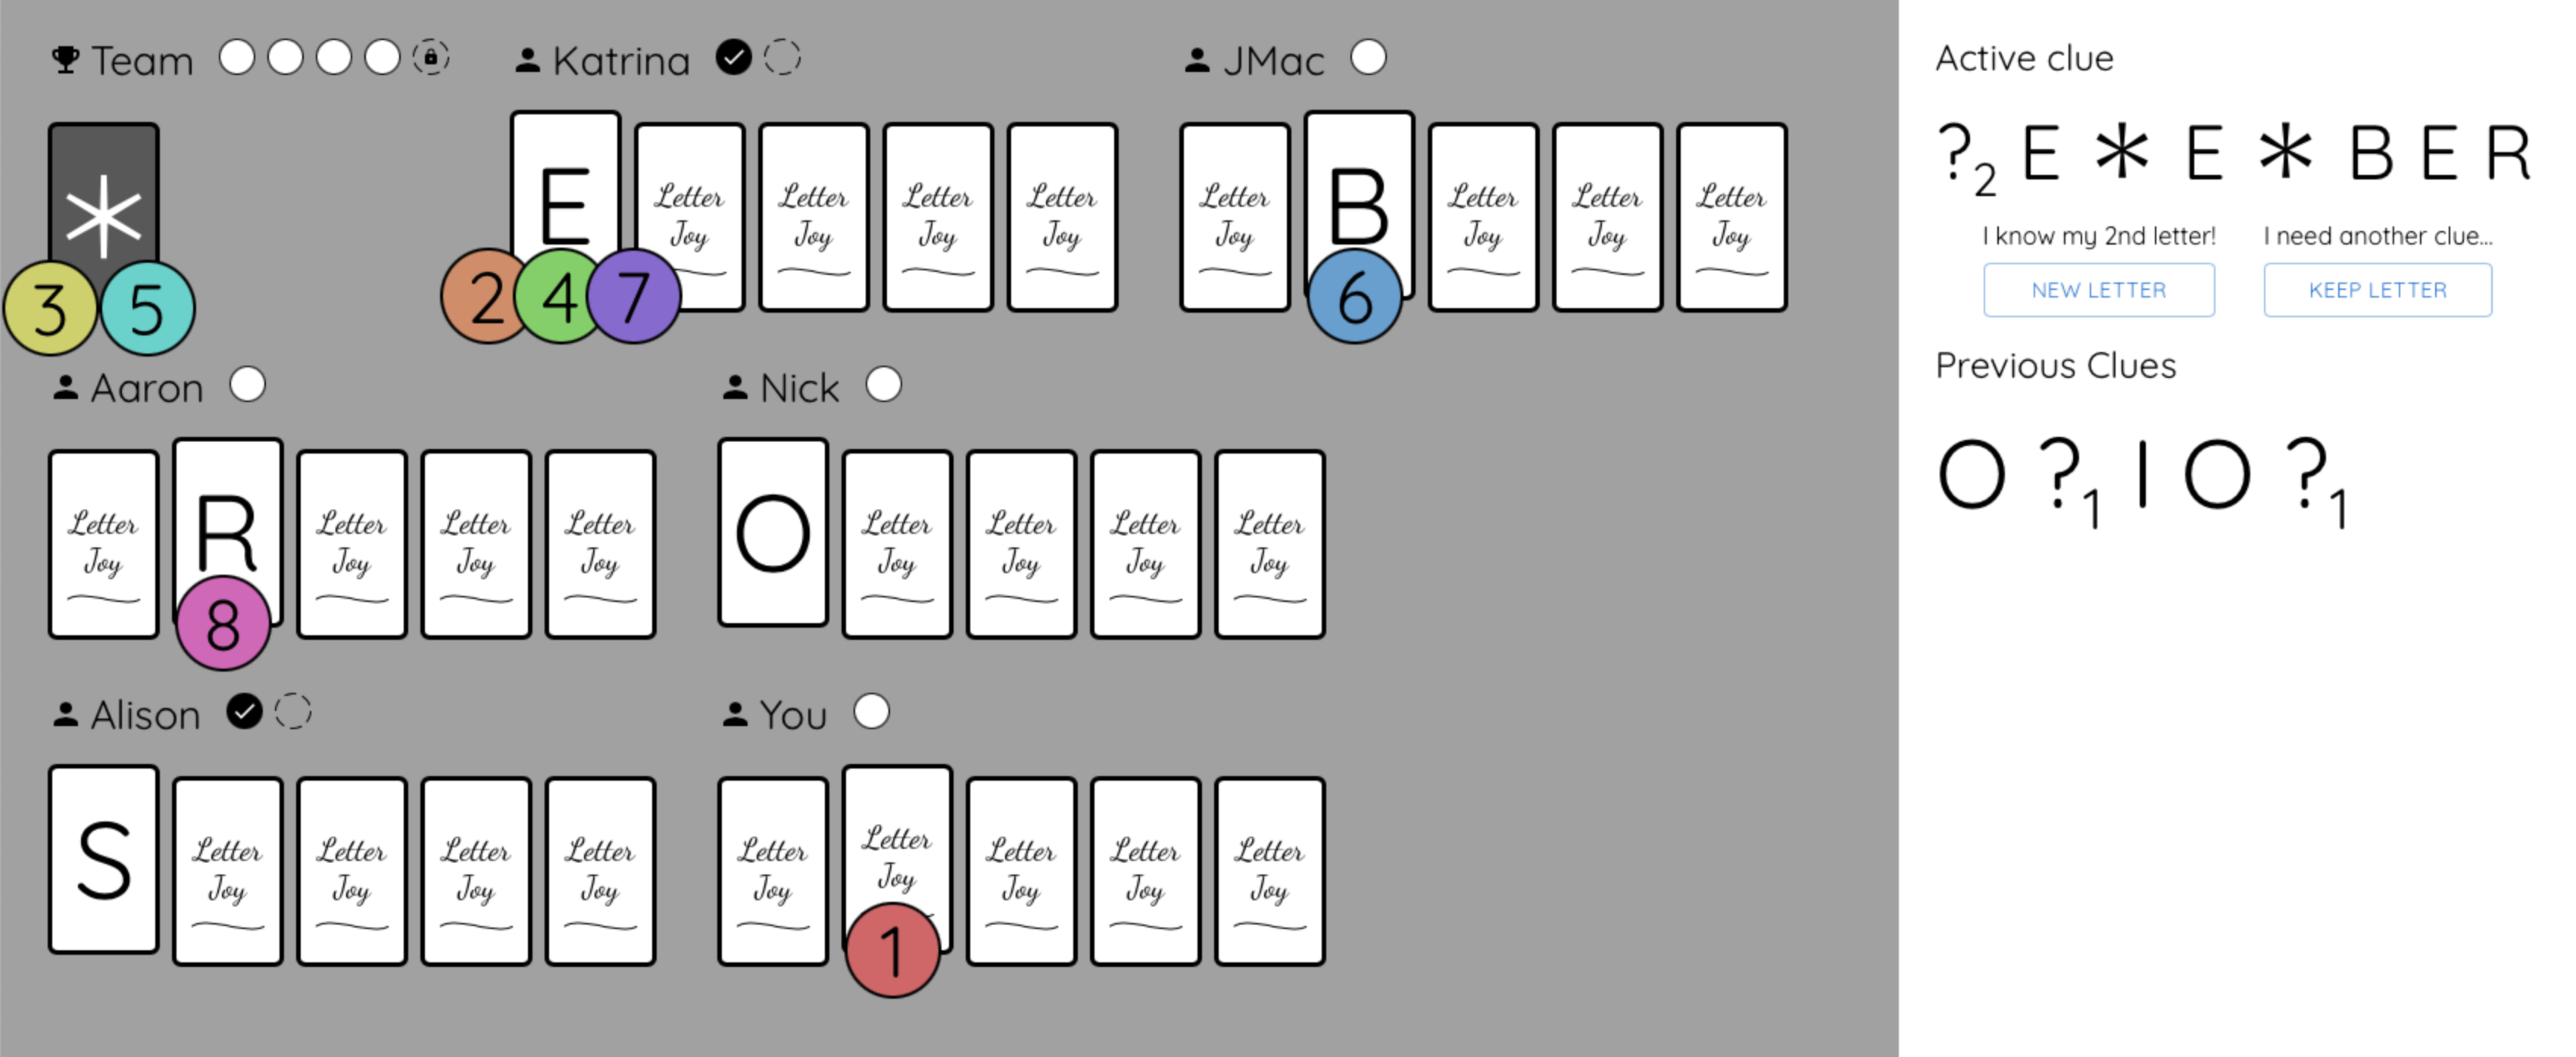 Team Katrina JMac
*
E Letter Joy Letter Joy Letter Joy Letter Joy
Letter Joy B Letter Joy Letter Joy Letter Joy
3 5 2 4 7 6
Aaron Nick
Letter Joy R Letter Joy Letter Joy Letter Joy
O Letter Joy Letter Joy Letter Joy Letter Joy
8
Alison You
S Letter Joy Letter Joy Letter Joy Letter Joy
Letter Joy Letter Joy Letter Joy Letter Joy Letter Joy
1
Active clue
?2 E * E * B E R
I know my 2nd letter! I need another clue...
NEW LETTER KEEP LETTER
Previous Clues
O ?1 I O ?1